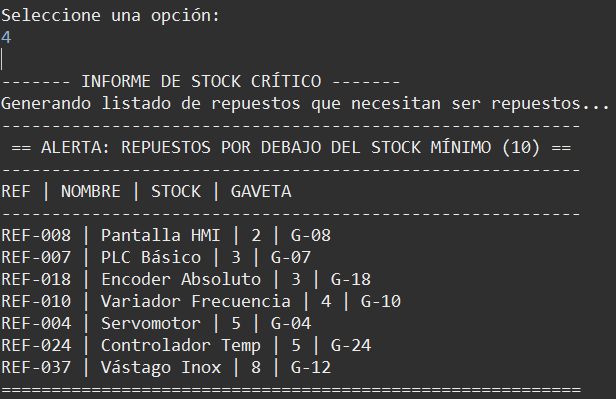 Seleccione una opción:
4
------- INFORME DE STOCK CRÍTICO -------
Generando listado de repuestos que necesitan ser repuestos...
----------------------------------------------------------
 == ALERTA: REPUESTOS POR DEBAJO DEL STOCK MÍNIMO (10) ==
----------------------------------------------------------
REF | NOMBRE | STOCK | GAVETA
----------------------------------------------------------
REF-008 | Pantalla HMI | 2 | G-08
REF-007 | PLC Básico | 3 | G-07
REF-018 | Encoder Absoluto | 3 | G-18
REF-010 | Variador Frecuencia | 4 | G-10
REF-004 | Servomotor | 5 | G-04
REF-024 | Controlador Temp | 5 | G-24
REF-037 | Vástago Inox | 8 | G-12
==========================================================